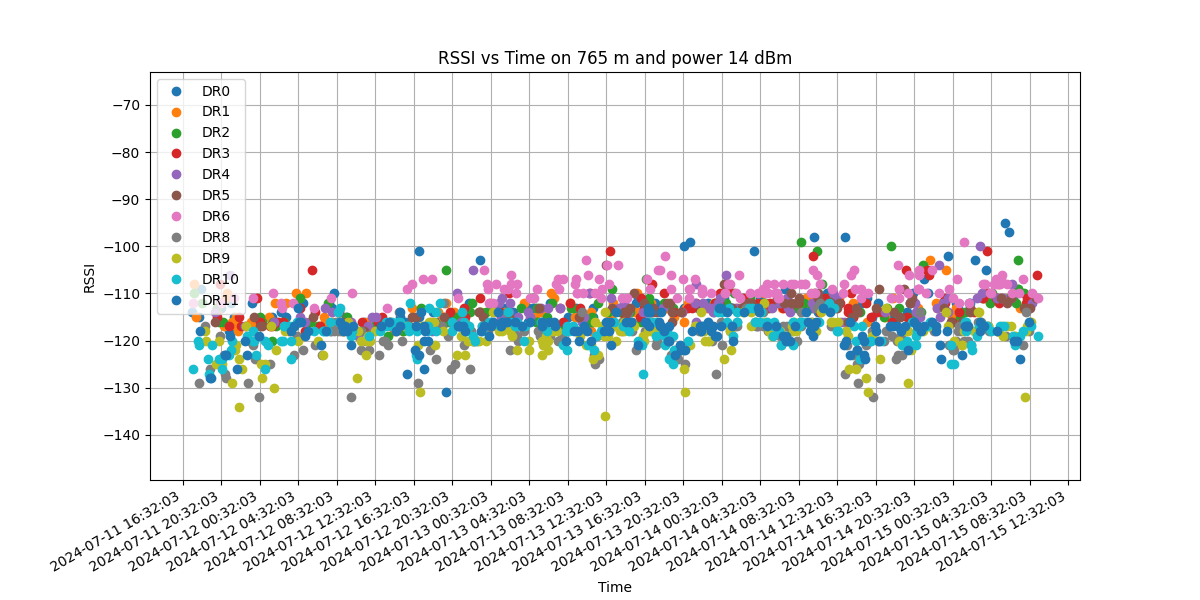 RSSI vs Time on 765 m and power 14 dBm
DR0
DR1
DR2
DR3
DR4
DR5
DR6
DR8
DR9
DR10
DR11
RSSI
−70
−80
−90
−100
−110
−120
−130
−140
2024-07-11 16:32:03
2024-07-11 20:32:03
2024-07-12 00:32:03
2024-07-12 04:32:03
2024-07-12 08:32:03
2024-07-12 12:32:03
2024-07-12 16:32:03
2024-07-12 20:32:03
2024-07-13 00:32:03
2024-07-13 04:32:03
2024-07-13 08:32:03
2024-07-13 12:32:03
2024-07-13 16:32:03
2024-07-13 20:32:03
2024-07-14 00:32:03
2024-07-14 04:32:03
2024-07-14 08:32:03
2024-07-14 12:32:03
2024-07-14 16:32:03
2024-07-14 20:32:03
2024-07-15 00:32:03
2024-07-15 04:32:03
2024-07-15 08:32:03
2024-07-15 12:32:03
Time